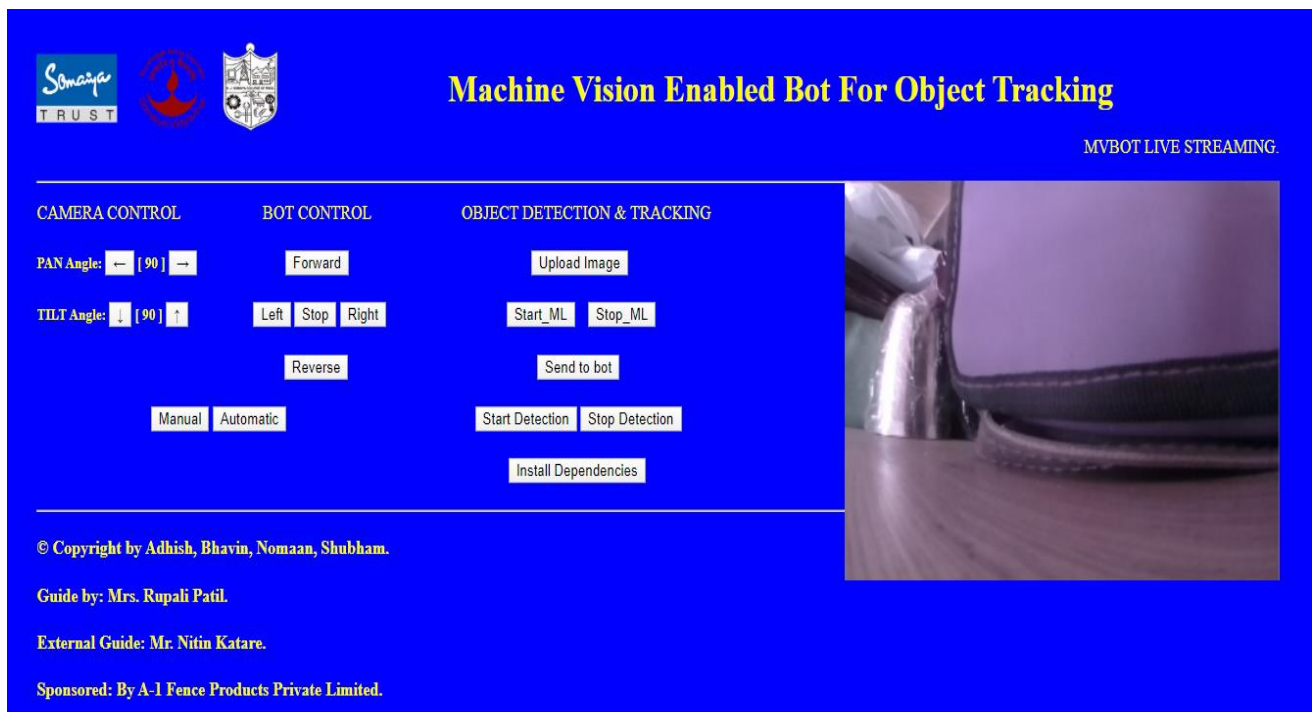 Somaiya
TRUST
Machine Vision Enabled Bot For Object Tracking
MVBOT LIVE STREAMING.
CAMERA CONTROL BOT CONTROL OBJECT DETECTION & TRACKING
PAN Angle: ← [ 90 ] → Forward Upload Image
TILT Angle: ↓ [ 90 ] ↑ Left Stop Right Start_ML Stop_ML
Reverse Send to bot
Manual Automatic Start Detection Stop Detection
Install Dependencies
© Copyright by Adhish, Bhavin, Nomaan, Shubham.
Guide by: Mrs. Rupali Patil.
External Guide: Mr. Nitin Katare.
Sponsored: By A-1 Fence Products Private Limited.